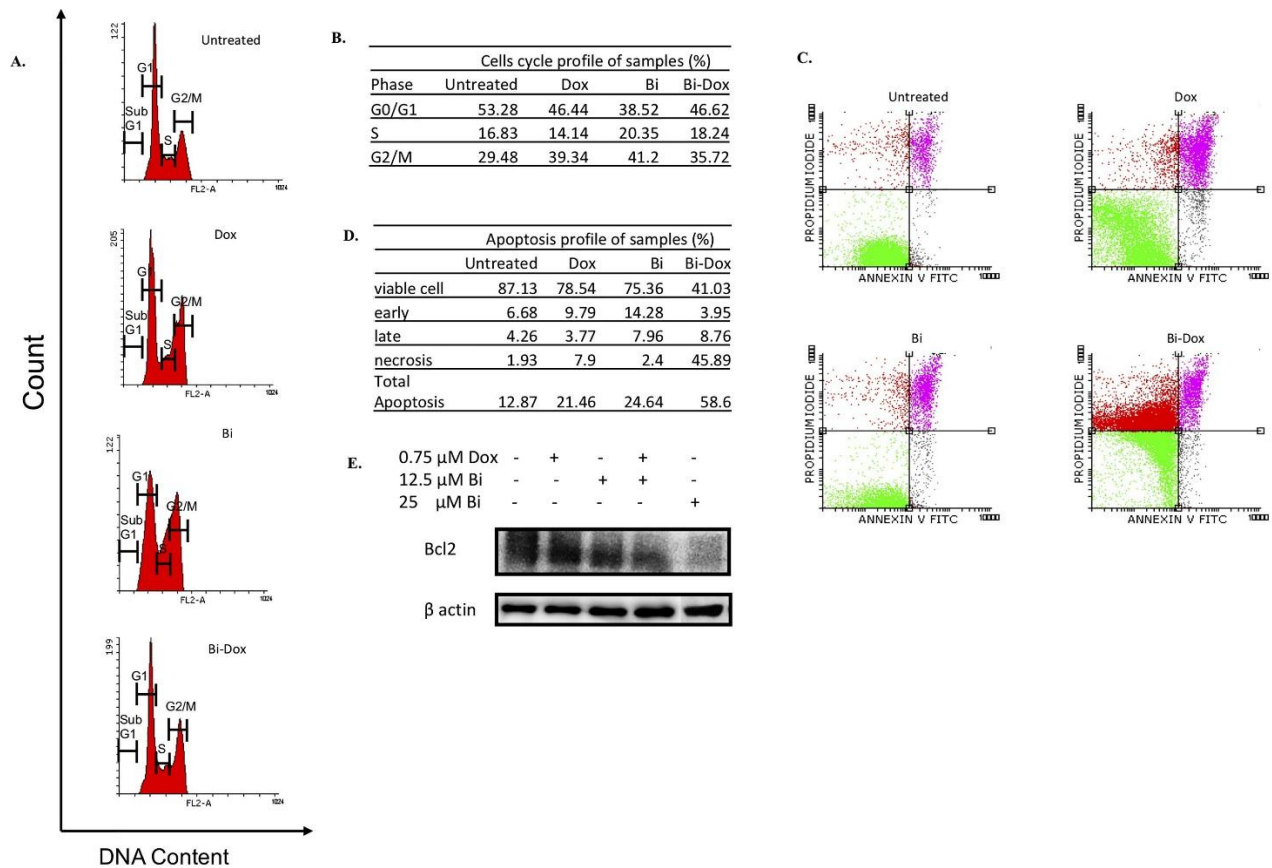 A.
Count
DNA Content
Untreated
122
G1
G2/M
Sub
G1
S
FL2-A
1024
Dox
205
G1
G2/M
Sub
G1
S
FL2-A
1024
Bi
122
G1
G2/M
Sub
G1
S
FL2-A
1024
Bi-Dox
199
G1
G2/M
Sub
G1
S
FL2-A
1024
B.
Cells cycle profile of samples (%)
Phase Untreated Dox Bi Bi-Dox
G0/G1 53.28 46.44 38.52 46.62
S 16.83 14.14 20.35 18.24
G2/M 29.48 39.34 41.2 35.72
C.
Untreated
PROPIDIUM IODIDE
ANNEXIN V FITC
Dox
PROPIDIUM IODIDE
ANNEXIN V FITC
Bi
PROPIDIUM IODIDE
ANNEXIN V FITC
Bi-Dox
PROPIDIUM IODIDE
ANNEXIN V FITC
D.
Apoptosis profile of samples (%)
Untreated Dox Bi Bi-Dox
viable cell 87.13 78.54 75.36 41.03
early 6.68 9.79 14.28 3.95
late 4.26 3.77 7.96 8.76
necrosis 1.93 7.9 2.4 45.89
Total
Apoptosis 12.87 21.46 24.64 58.6
E.
0.75 μM Dox - + - + -
12.5 μM Bi - - + + -
25 μM Bi - - - - +
Bcl2
β actin